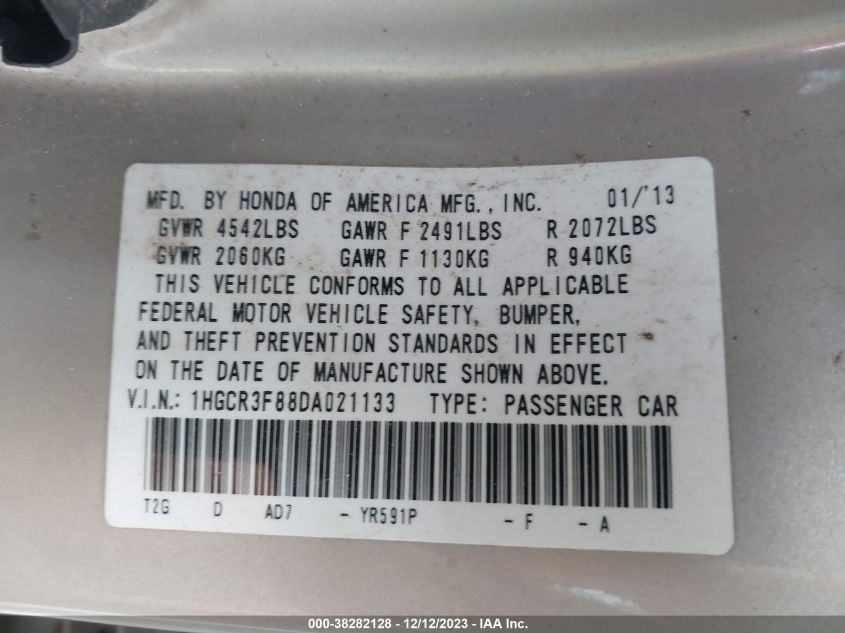 MFD. BY HONDA OF AMERICA MFG., INC. 01/'13
GVWR 4542LBS GAWR F 2491LBS R 2072LBS
GVWR 2060KG GAWR F 1130KG R 940KG
THIS VEHICLE CONFORMS TO ALL APPLICABLE
FEDERAL MOTOR VEHICLE SAFETY, BUMPER,
AND THEFT PREVENTION STANDARDS IN EFFECT
ON THE DATE OF MANUFACTURE SHOWN ABOVE.
V.I.N.: 1HGCR3F88DA021133 TYPE: PASSENGER CAR
T2G D AD7 - YR591P - F - A
000-38282128 - 12/12/2023 - IAA Inc.